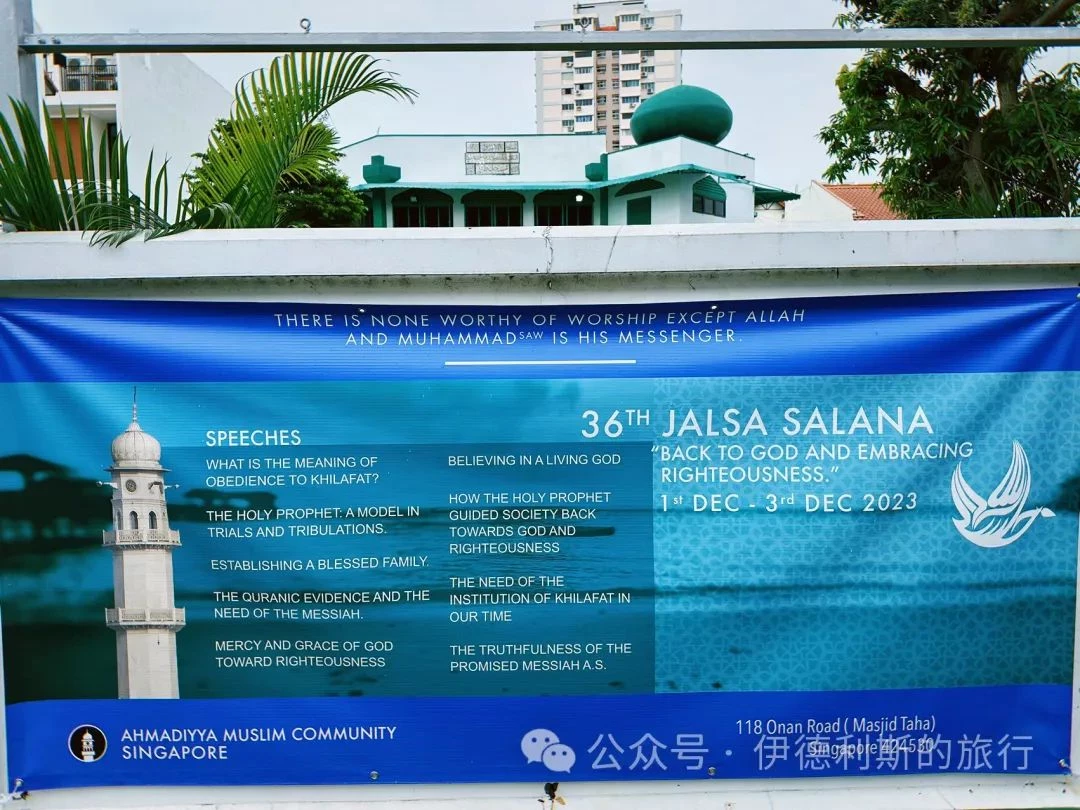 THERE IS NONE WORTHY OF WORSHIP EXCEPT ALLAH
AND MUHAMMADSAW IS HIS MESSENGER.
SPEECHES
WHAT IS THE MEANING OF
OBEDIENCE TO KHILAFAT?
THE HOLY PROPHET: A MODEL IN
TRIALS AND TRIBULATIONS.
ESTABLISHING A BLESSED FAMILY.
THE QURANIC EVIDENCE AND THE
NEED OF THE MESSIAH.
MERCY AND GRACE OF GOD
TOWARD RIGHTEOUSNESS
BELIEVING IN A LIVING GOD
HOW THE HOLY PROPHET
GUIDED SOCIETY BACK
TOWARDS GOD AND
RIGHTEOUSNESS
THE NEED OF THE
INSTITUTION OF KHILAFAT IN
OUR TIME
THE TRUTHFULNESS OF THE
PROMISED MESSIAH A.S.
36TH JALSA SALANA
"BACK TO GOD AND EMBRACING
RIGHTEOUSNESS."
1st DEC - 3rd DEC 2023
AHMADIYYA MUSLIM COMMUNITY
SINGAPORE
118 Onan Road ( Masjid Taha)
Singapore 424530
公众号 · 伊德利斯的旅行